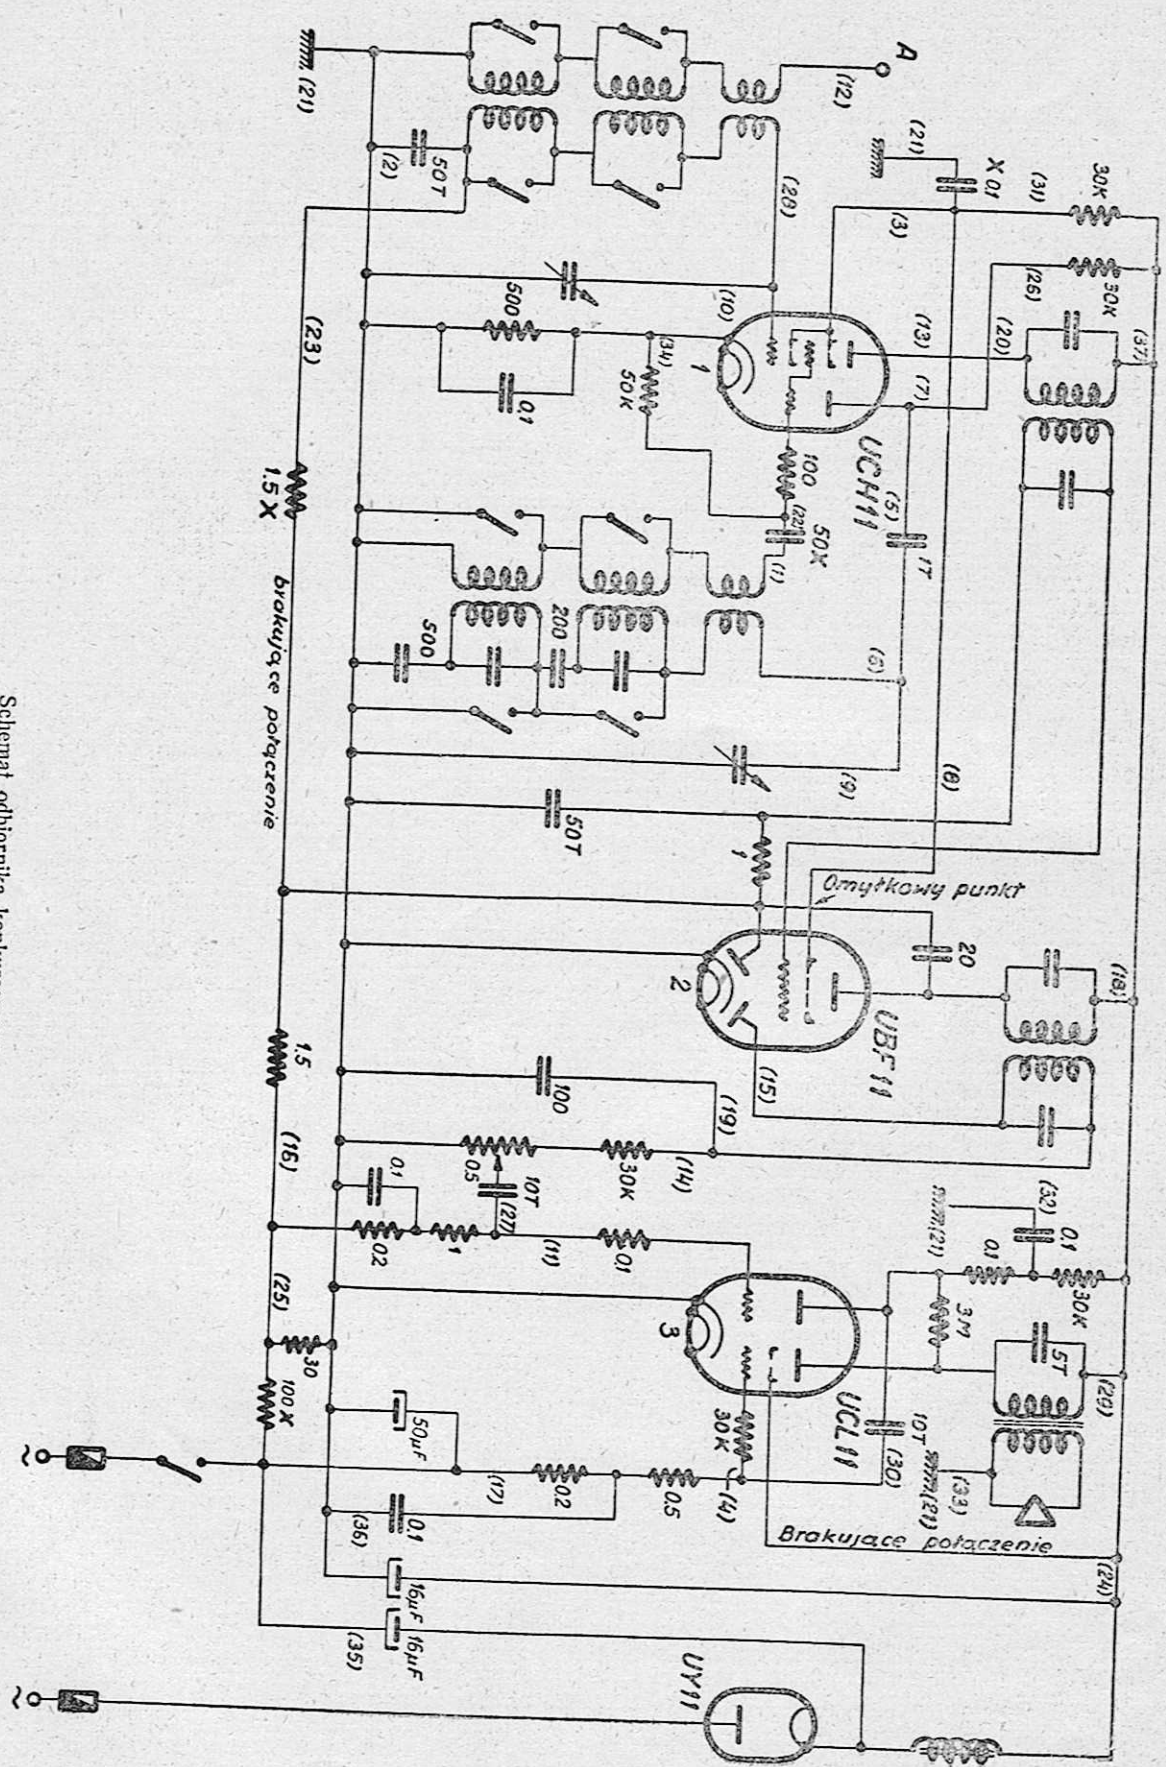 A
(12)
(21)
(2)
50T
(28)
(21)
X 0.1
(31)
30K
(3)
30K
(26)
(20)
(13)
(7)
(37)
(10)
500
0.1
(34)
50K
1
100
UCH11
(5)
1T
(22)
50X
(1)
(23)
1.5 X
brakujące połączenie
500
200
(6)
(9)
(8)
50T
1
Omyłkowy punkt
2
UBF11
20
(18)
(15)
1.5
(16)
100
(19)
0.5
30K
(14)
10T
(27)
0.1
0.2
1
(11)
0.1
(32)
0.1
(21)
0.1
30K
3M
5T
(29)
3
UCL11
10T
(30)
(21)
(33)
(25)
30
100X
50µF
(17)
0.2
0.5
30K
(4)
Brakujące połączenie
(24)
(36)
0.1
16µF
16µF
(35)
UY11
~
~